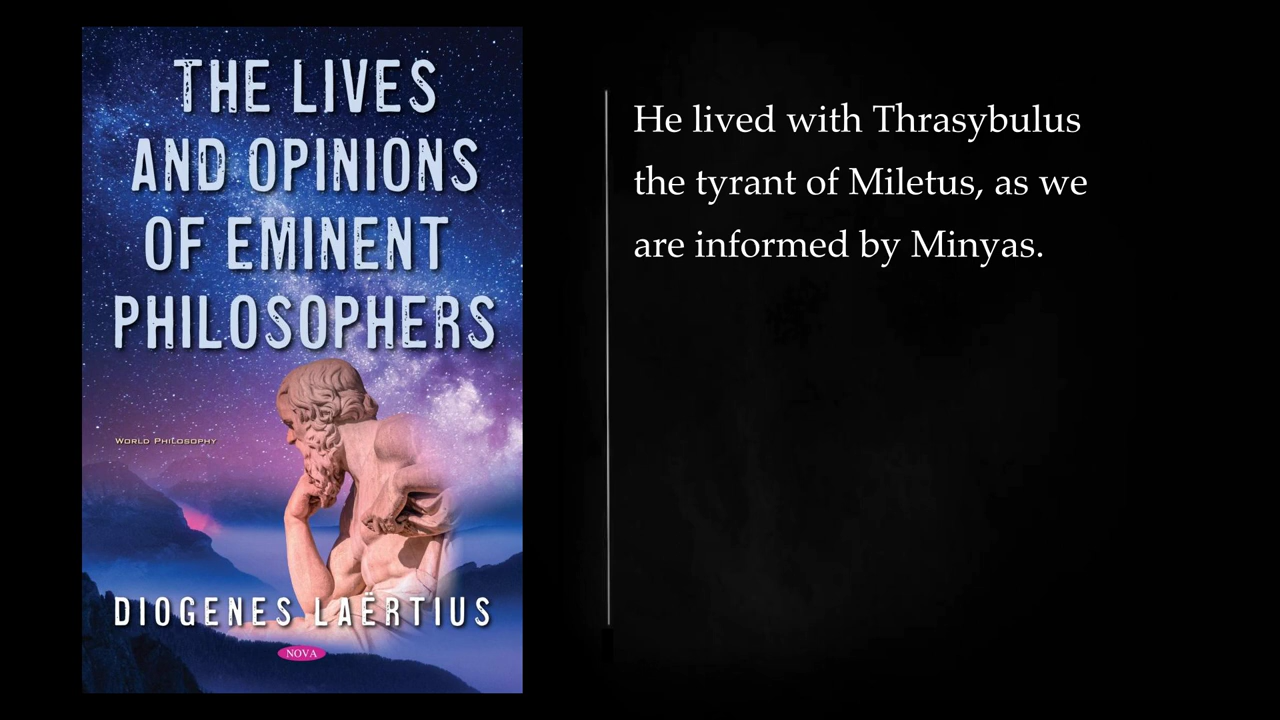 THE LIVES
AND OPINIONS
OF EMINENT
PHILOSOPHERS
WORLD PHILOSOPHY
DIOGENES LAËRTIUS
NOVA
He lived with Thrasybulus
the tyrant of Miletus, as we
are informed by Minyas.